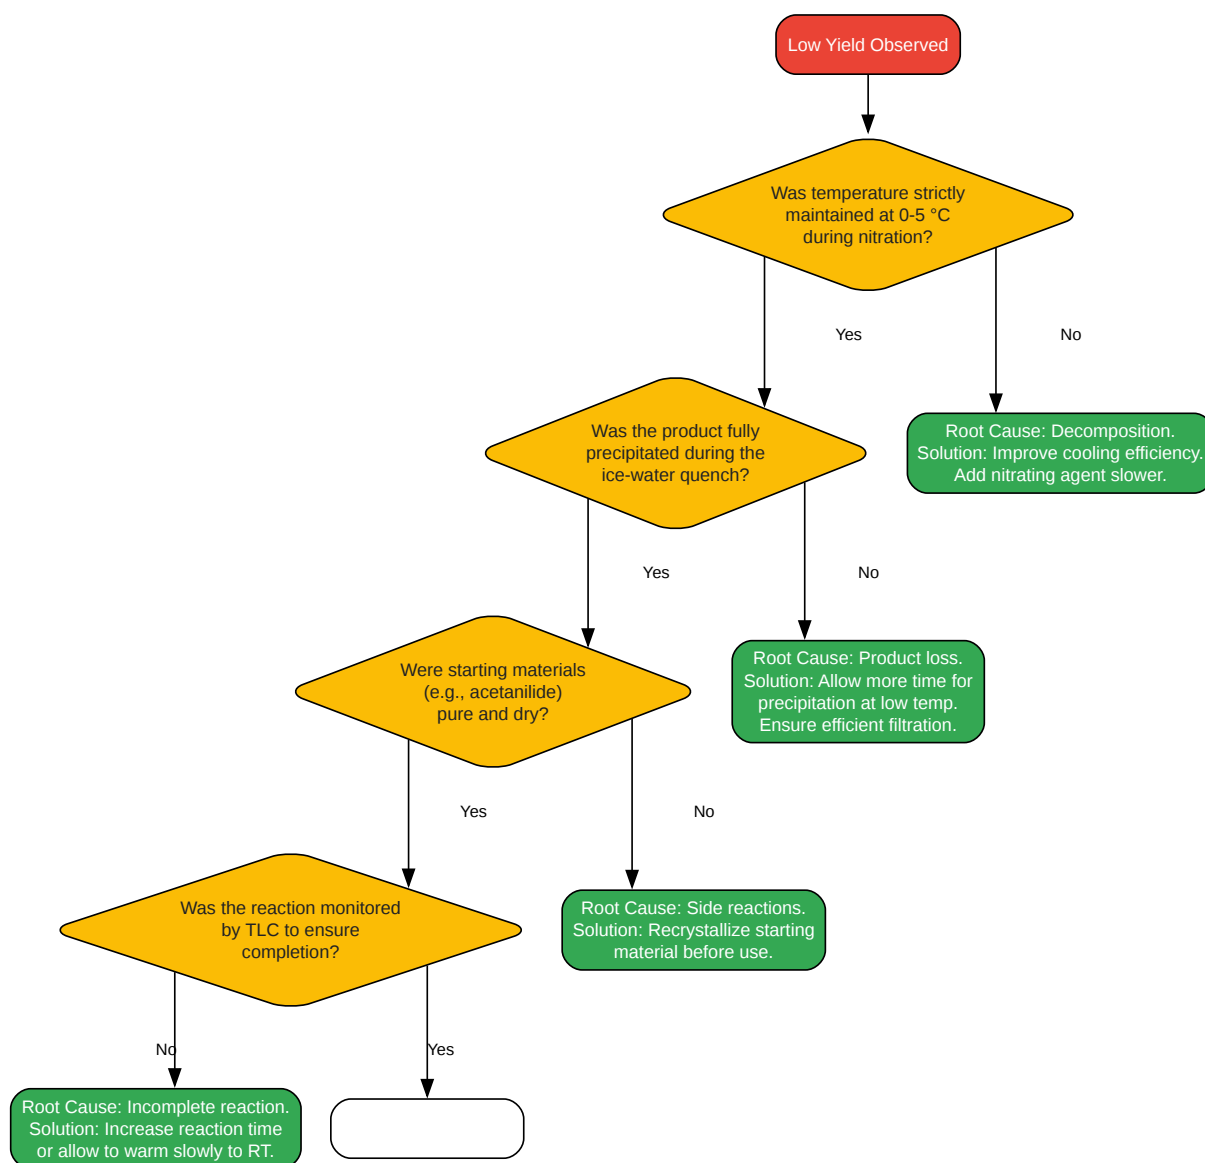 Low Yield Observed
Was temperature strictly
maintained at 0-5 °C
during nitration?
Yes
No
Was the product fully
precipitated during the
ice-water quench?
Root Cause: Decomposition.
Solution: Improve cooling efficiency.
Add nitrating agent slower.
Yes
No
Were starting materials
(e.g., acetanilide)
pure and dry?
Root Cause: Product loss.
Solution: Allow more time for
precipitation at low temp.
Ensure efficient filtration.
Yes
No
Was the reaction monitored
by TLC to ensure
completion?
Root Cause: Side reactions.
Solution: Recrystallize starting
material before use.
No
Yes
Root Cause: Incomplete reaction.
Solution: Increase reaction time
or allow to warm slowly to RT.